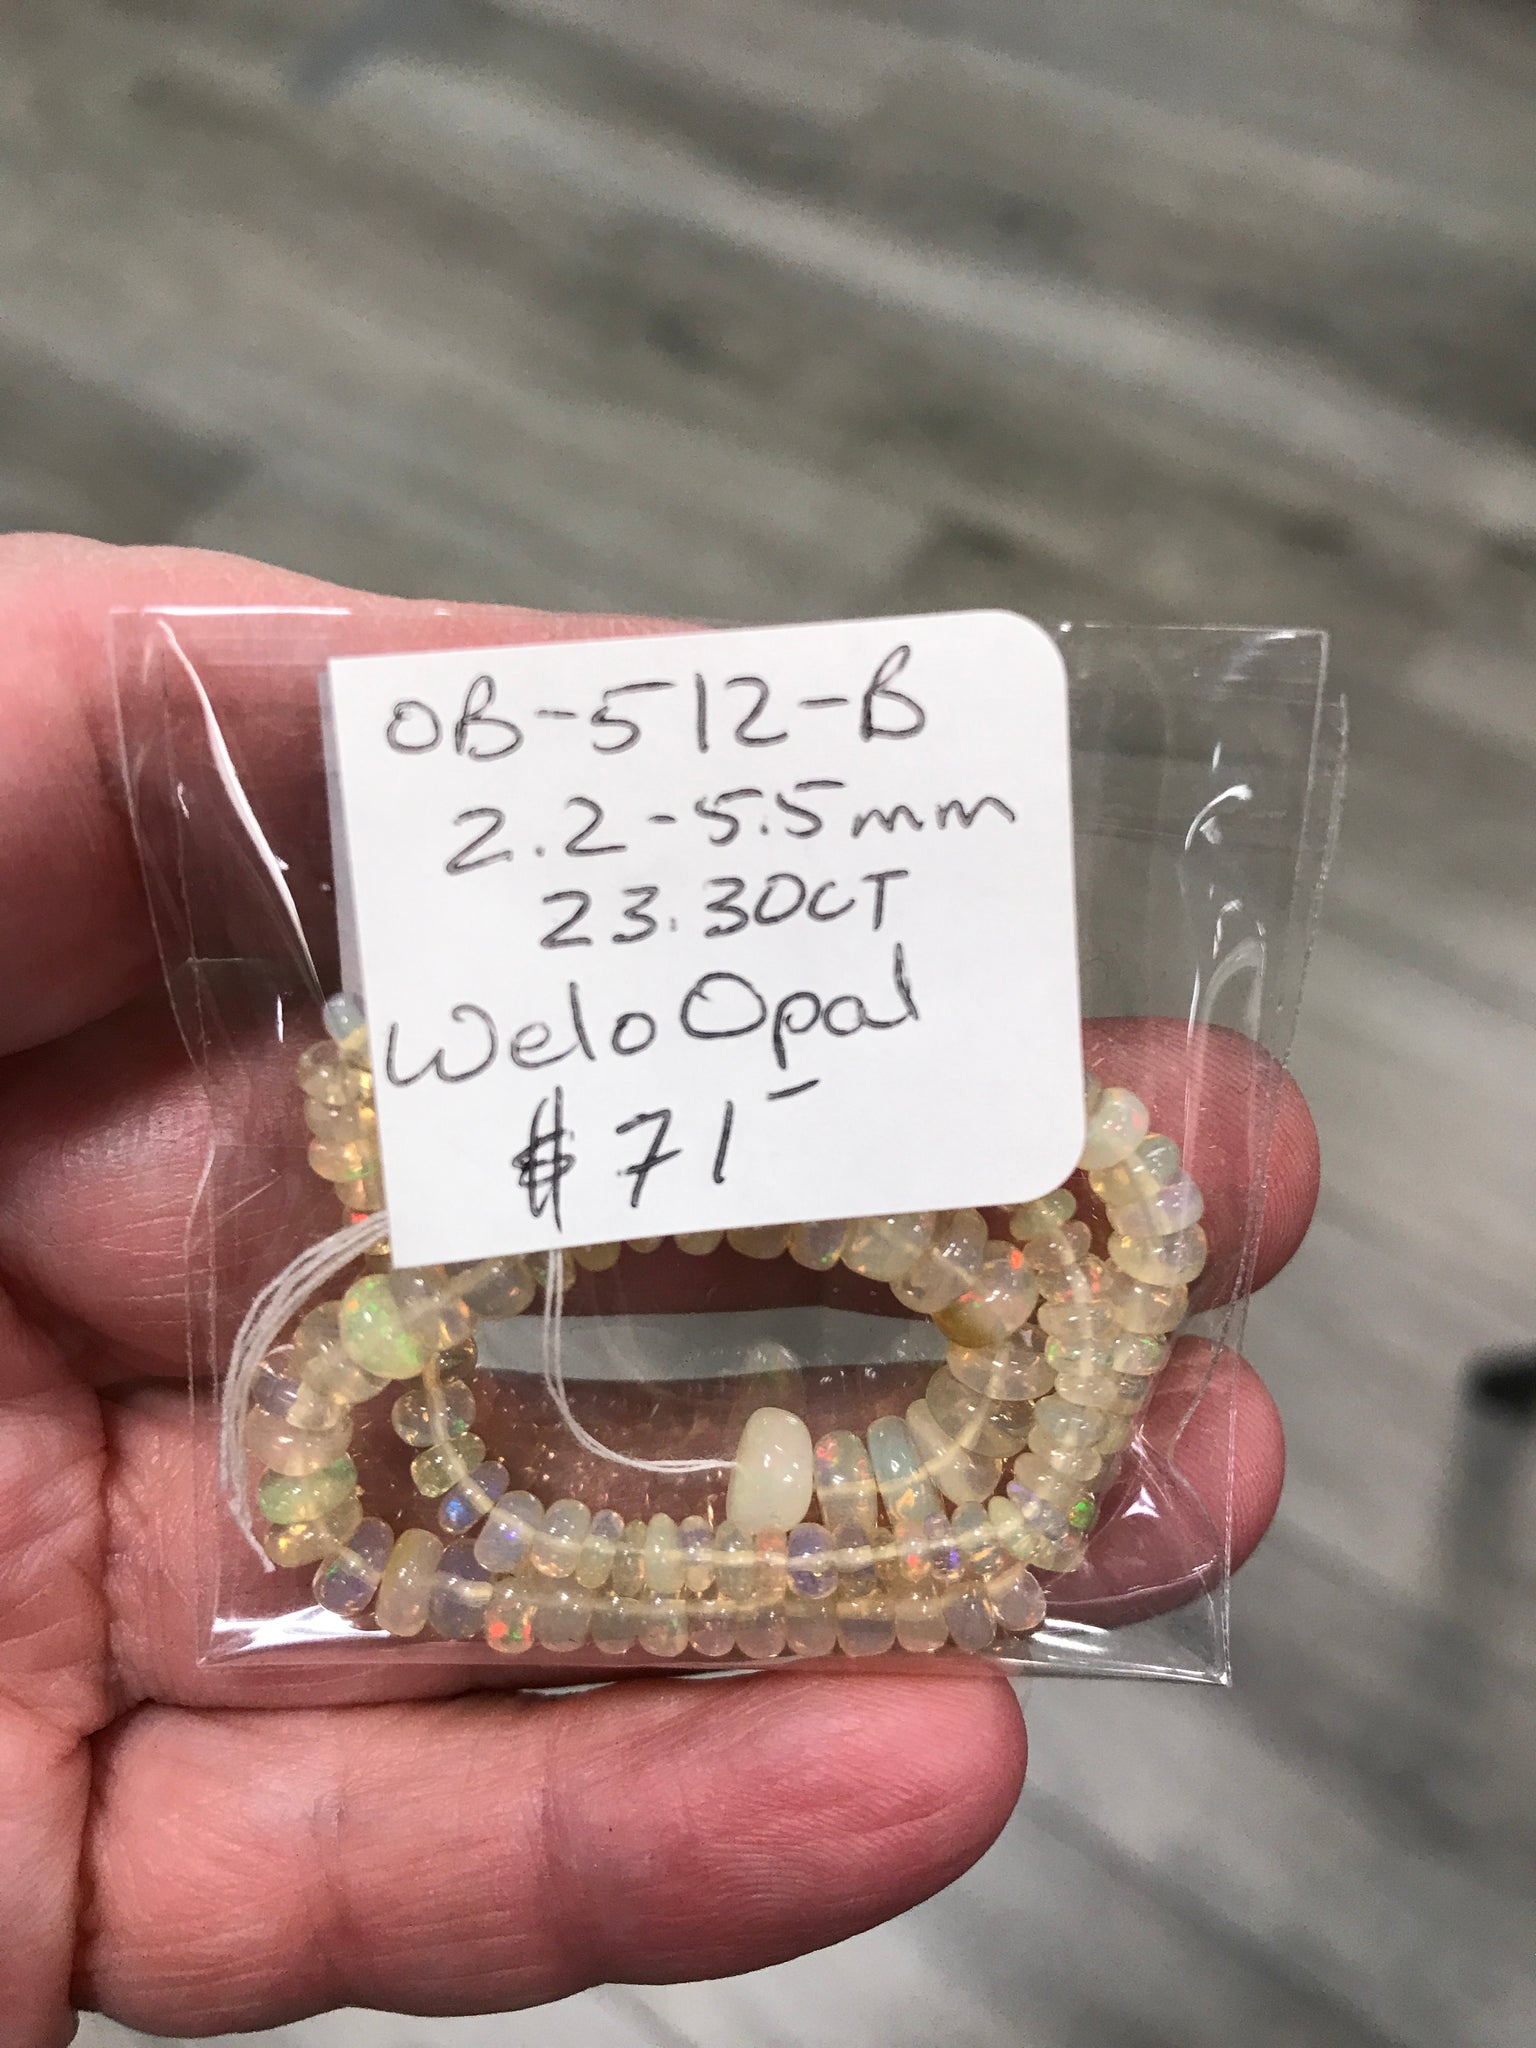 OB-512-B
2.2-5.5mm
23.30CT
Welo Opal
$71-